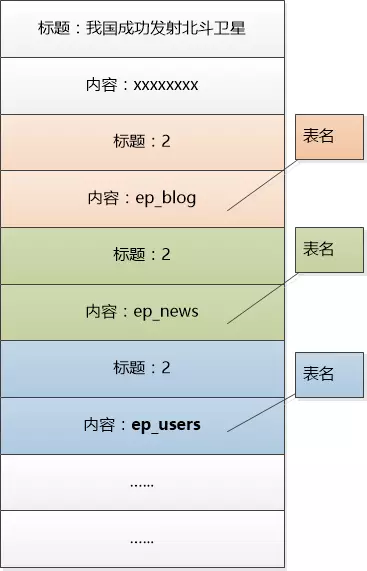 标题：我国成功发射北斗卫星
内容：xxxxxxxx
标题：2
表名
内容：ep_blog
标题：2
表名
内容：ep_news
标题：2
表名
内容：ep_users
......
......